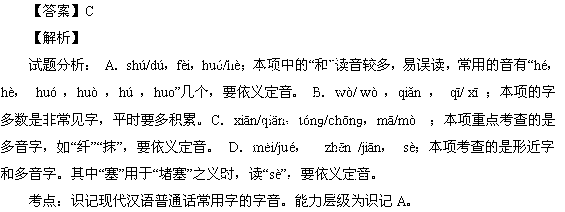 【答案】C
【解析】
试题分析： A．shú/dú，fèi，huó/hè；本项中的“和”读音较多，易误读，常用的音有“hé，
hè， huó ，huò ，hú ，huo”几个，要依义定音。 B．wò/ wò ，qiǎn ， qī/ xī ；本项的字
多数是非常见字，平时要多积累。C．xiān/qiàn；tóng/chōng，mā/mò ；本项重点考查的是
多音字，如“纤”“抹”，要依义定音。 D．mèi/jué， zhān /jiān， sè；本项考查的是形近字
和多音字。其中“塞”用于“堵塞”之义时，读“sè”，要依义定音。
考点：识记现代汉语普通话常用字的字音。能力层级为识记 A。